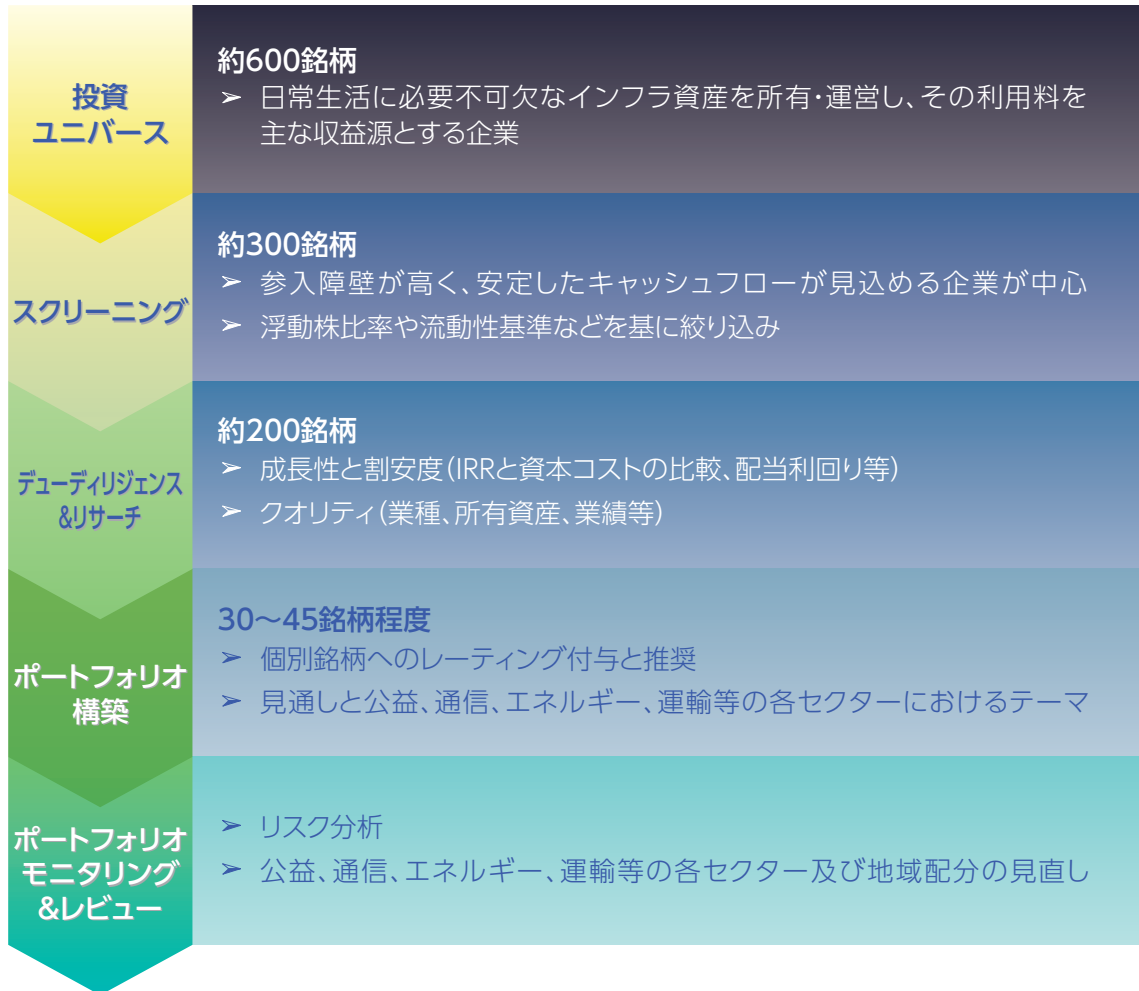 投資
ユニバース
約600銘柄
➢ 日常生活に必要不可欠なインフラ資産を所有・運営し、その利用料を
主な収益源とする企業
スクリーニング
約300銘柄
➢ 参入障壁が高く、安定したキャッシュフローが見込める企業が中心
➢ 浮動株比率や流動性基準などを基に絞り込み
デューディリジェンス
&リサーチ
約200銘柄
➢ 成長性と割安度(IRRと資本コストの比較、配当利回り等)
➢ クオリティ(業種、所有資産、業績等)
ポートフォリオ
構築
30～45銘柄程度
➢ 個別銘柄へのレーティング付与と推奨
➢ 見通しと公益、通信、エネルギー、運輸等の各セクターにおけるテーマ
ポートフォリオ
モニタリング
&レビュー
➢ リスク分析
➢ 公益、通信、エネルギー、運輸等の各セクター及び地域配分の見直し